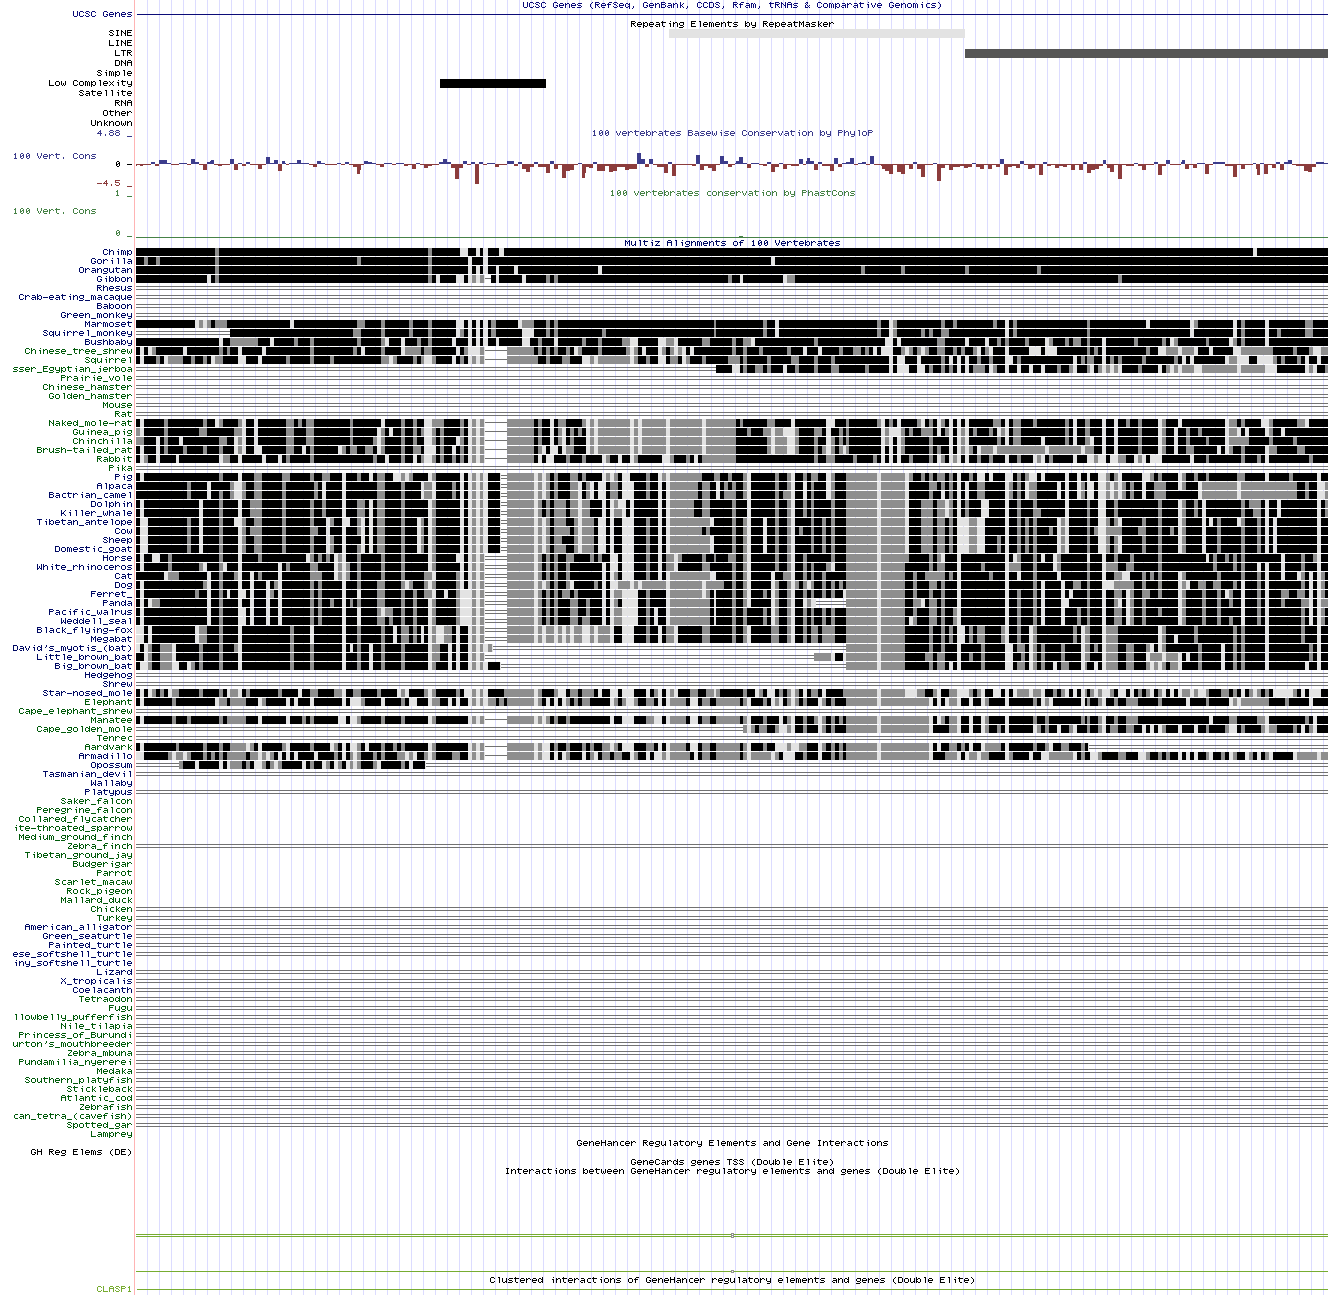 UCSC Genes (RefSeq, GenBank, CCDS, Rfam, tRNAs & Comparative Genomics)
UCSC Genes
Repeating Elements by RepeatMasker
SINE
LINE
LTR
DNA
Simple
Low Complexity
Satellite
RNA
Other
Unknown
4.88 _
100 vertebrates Basewise Conservation by PhyloP
100 Vert. Cons
0 _
-4.5 _
100 vertebrates conservation by PhastCons
1 _
100 Vert. Cons
0 _
Multiz Alignments of 100 Vertebrates
Chimp
Gorilla
Orangutan
Gibbon
Rhesus
Crab-eating_macaque
Baboon
Green_monkey
Marmoset
Squirrel_monkey
Bushbaby
Chinese_tree_shrew
Squirrel
sser_Egyptian_jerboa
Prairie_vole
Chinese_hamster
Golden_hamster
Mouse
Rat
Naked_mole-rat
Guinea_pig
Chinchilla
Brush-tailed_rat
Rabbit
Pika
Pig
Alpaca
Bactrian_camel
Dolphin
Killer_whale
Tibetan_antelope
Cow
Sheep
Domestic_goat
Horse
White_rhinoceros
Cat
Dog
Ferret_
Panda
Pacific_walrus
Weddell_seal
Black_flying-fox
Megabat
David's_myotis_(bat)
Little_brown_bat
Big_brown_bat
Hedgehog
Shrew
Star-nosed_mole
Elephant
Cape_elephant_shrew
Manatee
Cape_golden_mole
Tenrec
Aardvark
Armadillo
Opossum
Tasmanian_devil
Wallaby
Platypus
Saker_falcon
Peregrine_falcon
Collared_flycatcher
ite-throated_sparrow
Medium_ground_finch
Zebra_finch
Tibetan_ground_jay
Budgerigar
Parrot
Scarlet_macaw
Rock_pigeon
Mallard_duck
Chicken
Turkey
American_alligator
Green_seaturtle
Painted_turtle
ese_softshell_turtle
iny_softshell_turtle
Lizard
X_tropicalis
Coelacanth
Tetraodon
Fugu
llowbelly_pufferfish
Nile_tilapia
Princess_of_Burundi
urton's_mouthbreeder
Zebra_mbuna
Pundamilia_nyererei
Medaka
Southern_platyfish
Stickleback
Atlantic_cod
Zebrafish
can_tetra_(cavefish)
Spotted_gar
Lamprey
GeneHancer Regulatory Elements and Gene Interactions
GH Reg Elems (DE)
GeneCards genes TSS (Double Elite)
Interactions between GeneHancer regulatory elements and genes (Double Elite)
Clustered interactions of GeneHancer regulatory elements and genes (Double Elite)
CLASP1